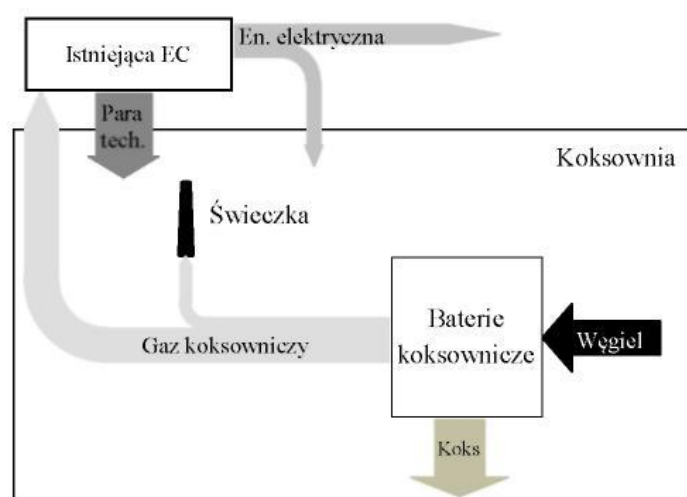 En. elektryczna
Istniejąca EC
Para
tech.
Koksownia
Świeczka
Baterie
koksownicze
Węgiel
Gaz koksowniczy
Koks